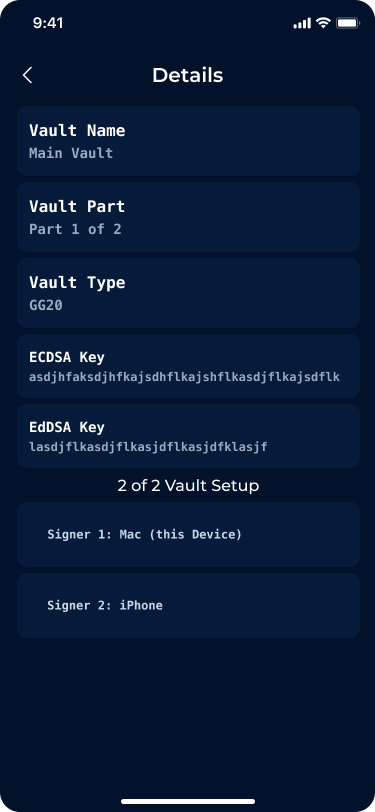 9:41
Details
Vault Name
Main Vault
Vault Part
Part 1 of 2
Vault Type
GG20
ECDSA Key
asdjhfaksdjhfkajsdhflkajshflkasdjflkajsdflk
EdDSA Key
lasdjflkasdjflkasjdflkasjdfklasjf
2 of 2 Vault Setup
Signer 1: Mac (this Device)
Signer 2: iPhone